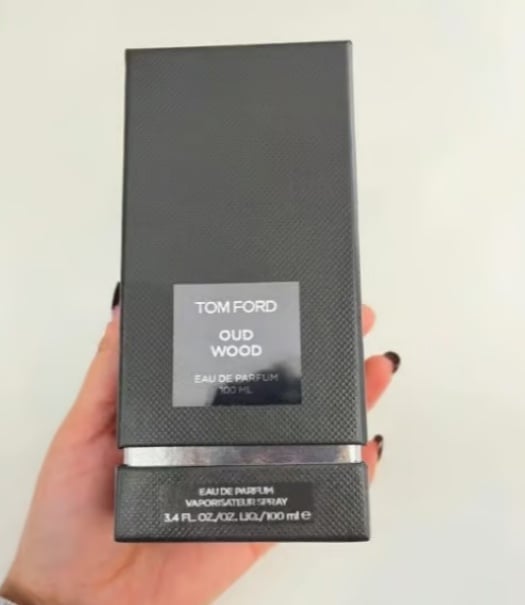 TOM FORD
OUD
WOOD
EAU DE PARFUM
100 ML
EAU DE PARFUM
VAPORISATEUR SPRAY
3.4 FL. OZ./OZ. LIQ./100 ml ℮